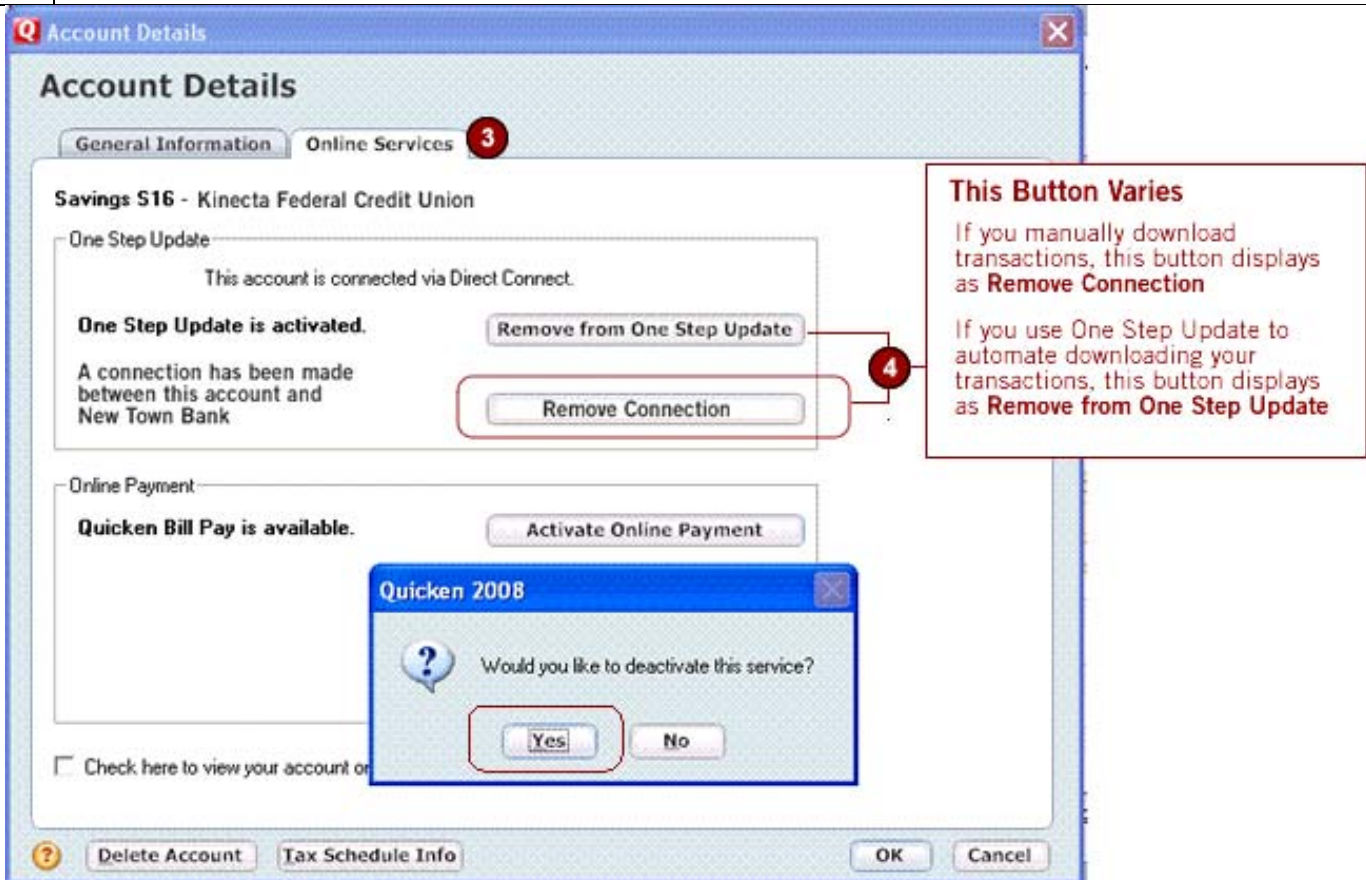 Q Account Details
Account Details
General Information
Online Services
3
Savings S16 - Kinecta Federal Credit Union
One Step Update
This account is connected via Direct Connect.
One Step Update is activated.
Remove from One Step Update
A connection has been made
between this account and
New Town Bank
Remove Connection
4
This Button Varies
If you manually download
transactions, this button displays
as Remove Connection
If you use One Step Update to
automate downloading your
transactions, this button displays
as Remove from One Step Update
Online Payment
Quicken Bill Pay is available.
Activate Online Payment
Quicken 2008
?
Would you like to deactivate this service?
Yes
No
Check here to view your account
?
Delete Account
Tax Schedule Info
OK
Cancel